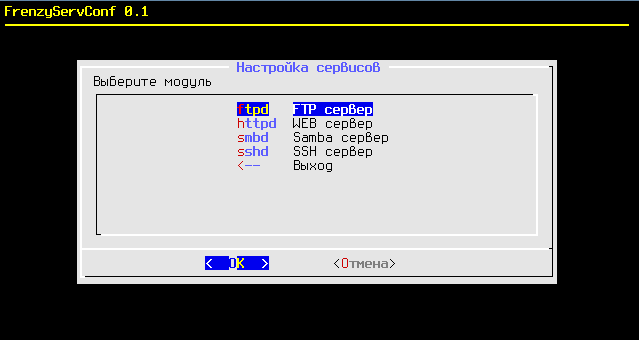 FrenzyServConf 0.1
Настройка сервисов
Выберите модуль
ftpd FTP сервер
httpd WEB сервер
smbd Samba сервер
sshd SSH сервер
<-- Выход
< OK > <Отмена>